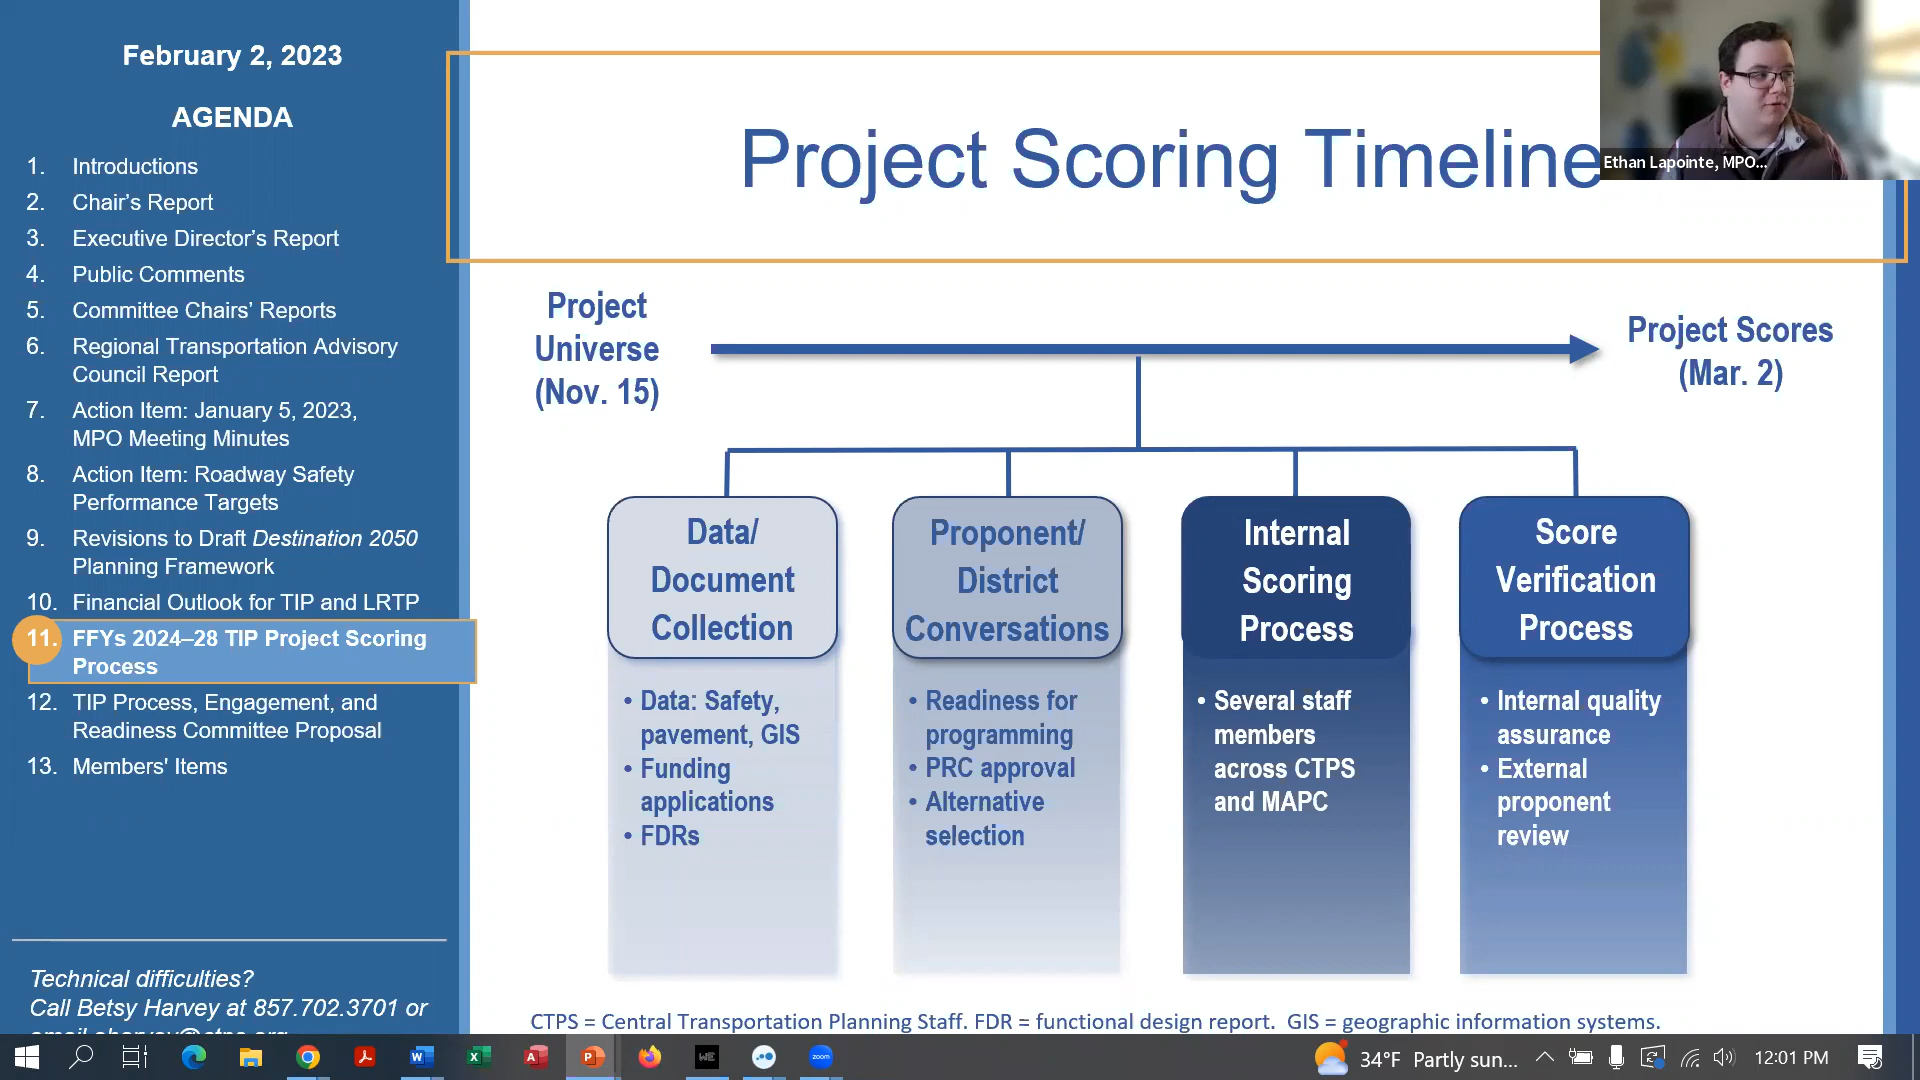 February 2, 2023
AGENDA
1. Introductions
2. Chair’s Report
3. Executive Director’s Report
4. Public Comments
5. Committee Chairs’ Reports
6. Regional Transportation Advisory
Council Report
7. Action Item: January 5, 2023,
MPO Meeting Minutes
8. Action Item: Roadway Safety
Performance Targets
9. Revisions to Draft Destination 2050
Planning Framework
10. Financial Outlook for TIP and LRTP
11. FFYs 2024–28 TIP Project Scoring
Process
12. TIP Process, Engagement, and
Readiness Committee Proposal
13. Members' Items
Technical difficulties?
Call Betsy Harvey at 857.702.3701 or
Project Scoring Timeline
Ethan Lapointe, MPO...
Project
Universe
(Nov. 15)
Project Scores
(Mar. 2)
Data/
Document
Collection
• Data: Safety,
pavement, GIS
• Funding
applications
• FDRs
Proponent/
District
Conversations
• Readiness for
programming
• PRC approval
• Alternative
selection
Internal
Scoring
Process
• Several staff
members
across CTPS
and MAPC
Score
Verification
Process
• Internal quality
assurance
• External
proponent
review
CTPS = Central Transportation Planning Staff. FDR = functional design report. GIS = geographic information systems.
WE
zoom
34°F Partly sun...
12:01 PM